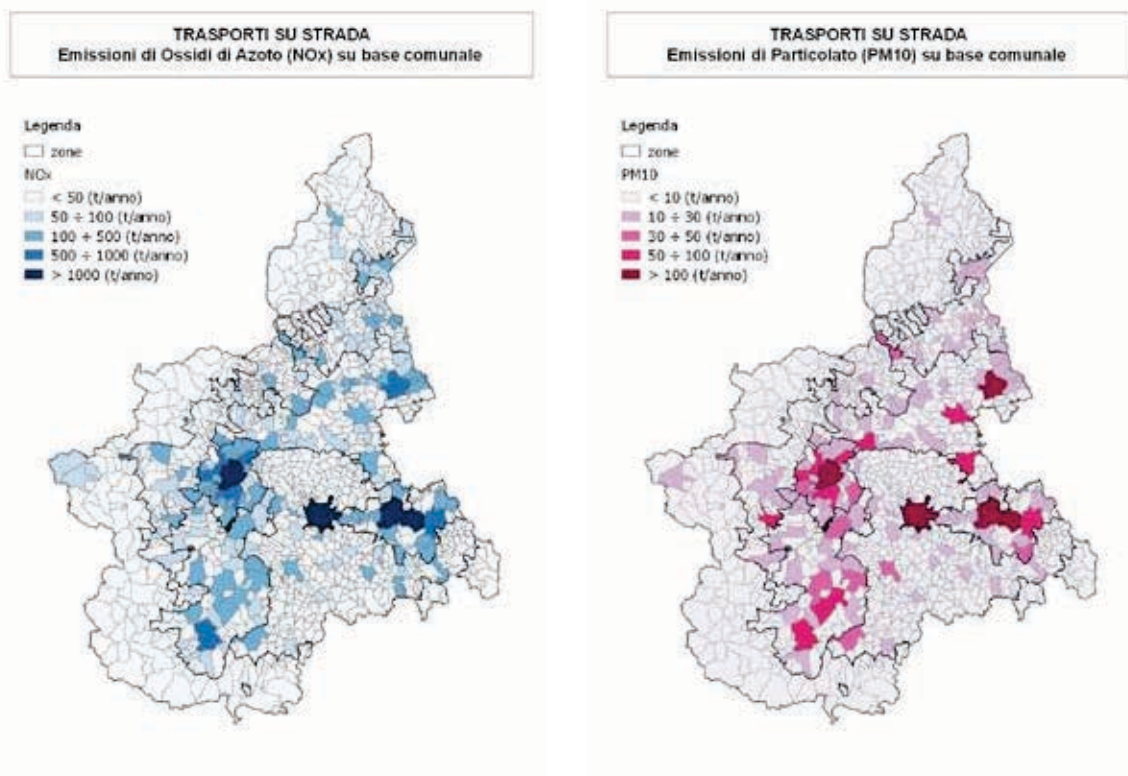 TRASPORTI SU STRADA
Emissioni di Ossidi di Azoto (NOx) su base comunale
Legenda
zone
NOx
< 50 (t/anno)
50 ÷ 100 (t/anno)
100 ÷ 500 (t/anno)
500 ÷ 1000 (t/anno)
> 1000 (t/anno)
TRASPORTI SU STRADA
Emissioni di Particolato (PM10) su base comunale
Legenda
zone
PM10
< 10 (t/anno)
10 ÷ 30 (t/anno)
30 ÷ 50 (t/anno)
50 ÷ 100 (t/anno)
> 100 (t/anno)